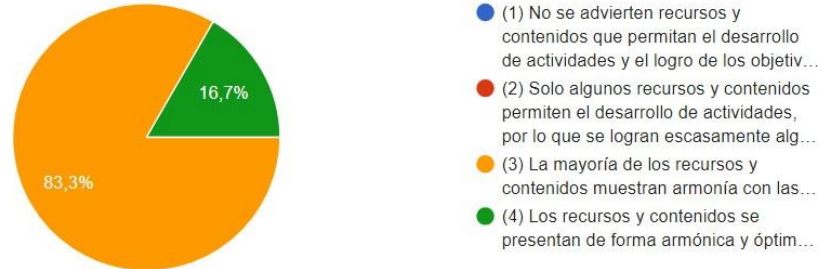 16,7%
83,3%
(1) No se advierten recursos y
contenidos que permitan el desarrollo
de actividades y el logro de los objetiv…
(2) Solo algunos recursos y contenidos
permiten el desarrollo de actividades,
por lo que se logran escasamente alg…
(3) La mayoría de los recursos y
contenidos muestran armonía con las…
(4) Los recursos y contenidos se
presentan de forma armónica y óptim…